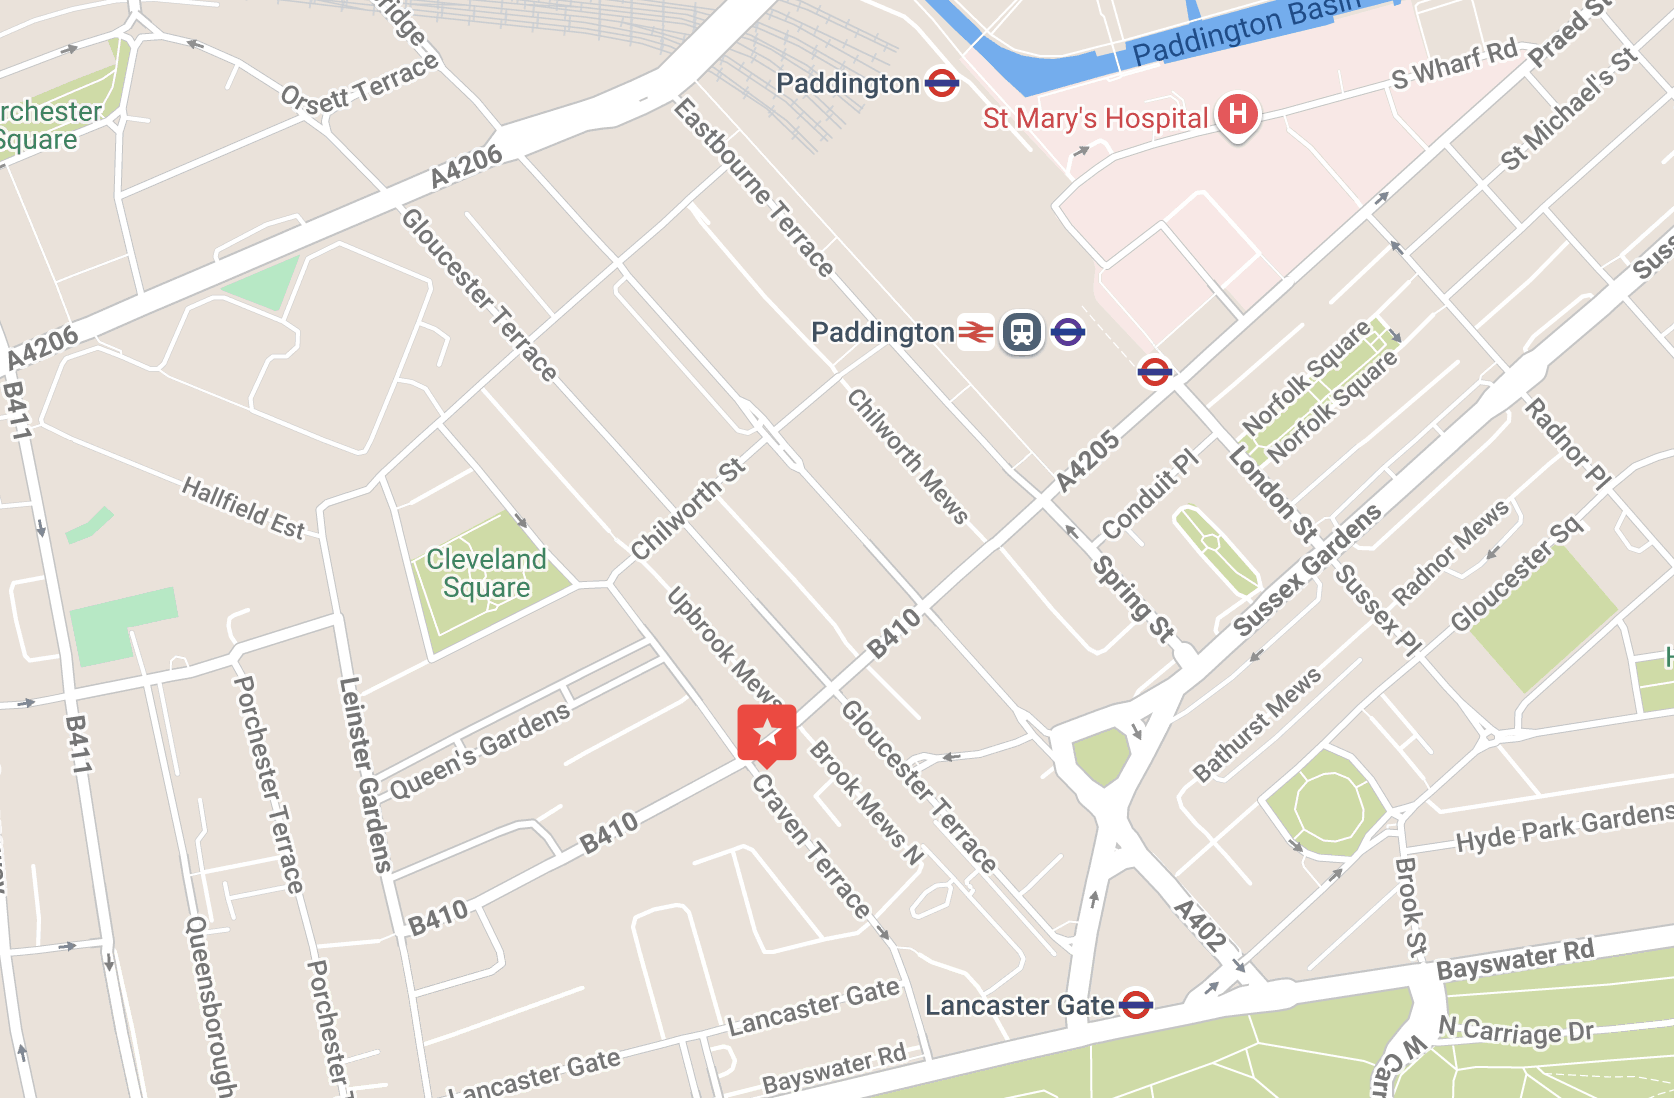 ridge
Paddington Basin
Praed St
S Wharf Rd
St Michael's St
Orsett Terrace
Paddington
St Mary's Hospital
H
rchester
Square
A4206
Eastbourne Terrace
Gloucester Terrace
Suss
A4206
Paddington
Norfolk Square
Norfolk Square
B411
Chilworth Mews
Radnor Pl
A4205
Conduit Pl
London St
Chilworth St
Hallfield Est
Radnor Mews
Sussex Gardens
Gloucester Sq
Cleveland
Square
Spring St
Sussex Pl
Upbrook Mews
B410
H
Porchester Terrace
Leinster Gardens
Queen's Gardens
B411
Gloucester Terrace
Bathurst Mews
Brook Mews N
Craven Terrace
B410
Hyde Park Gardens
Brook St
B410
A402
Queensborough
Porchester T
Bayswater Rd
Lancaster Gate
Lancaster Gate
N Carriage Dr
W Carr
Bayswater Rd
Lancaster Gate